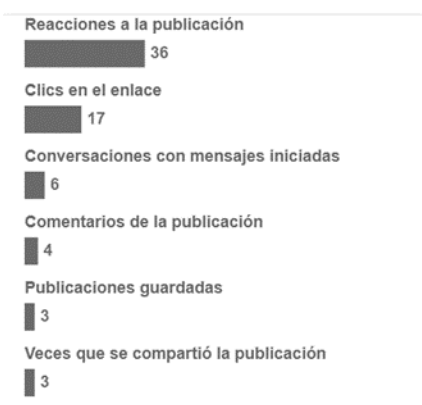 Reacciones a la publicación
36
Clics en el enlace
17
Conversaciones con mensajes iniciadas
6
Comentarios de la publicación
4
Publicaciones guardadas
3
Veces que se compartió la publicación
3